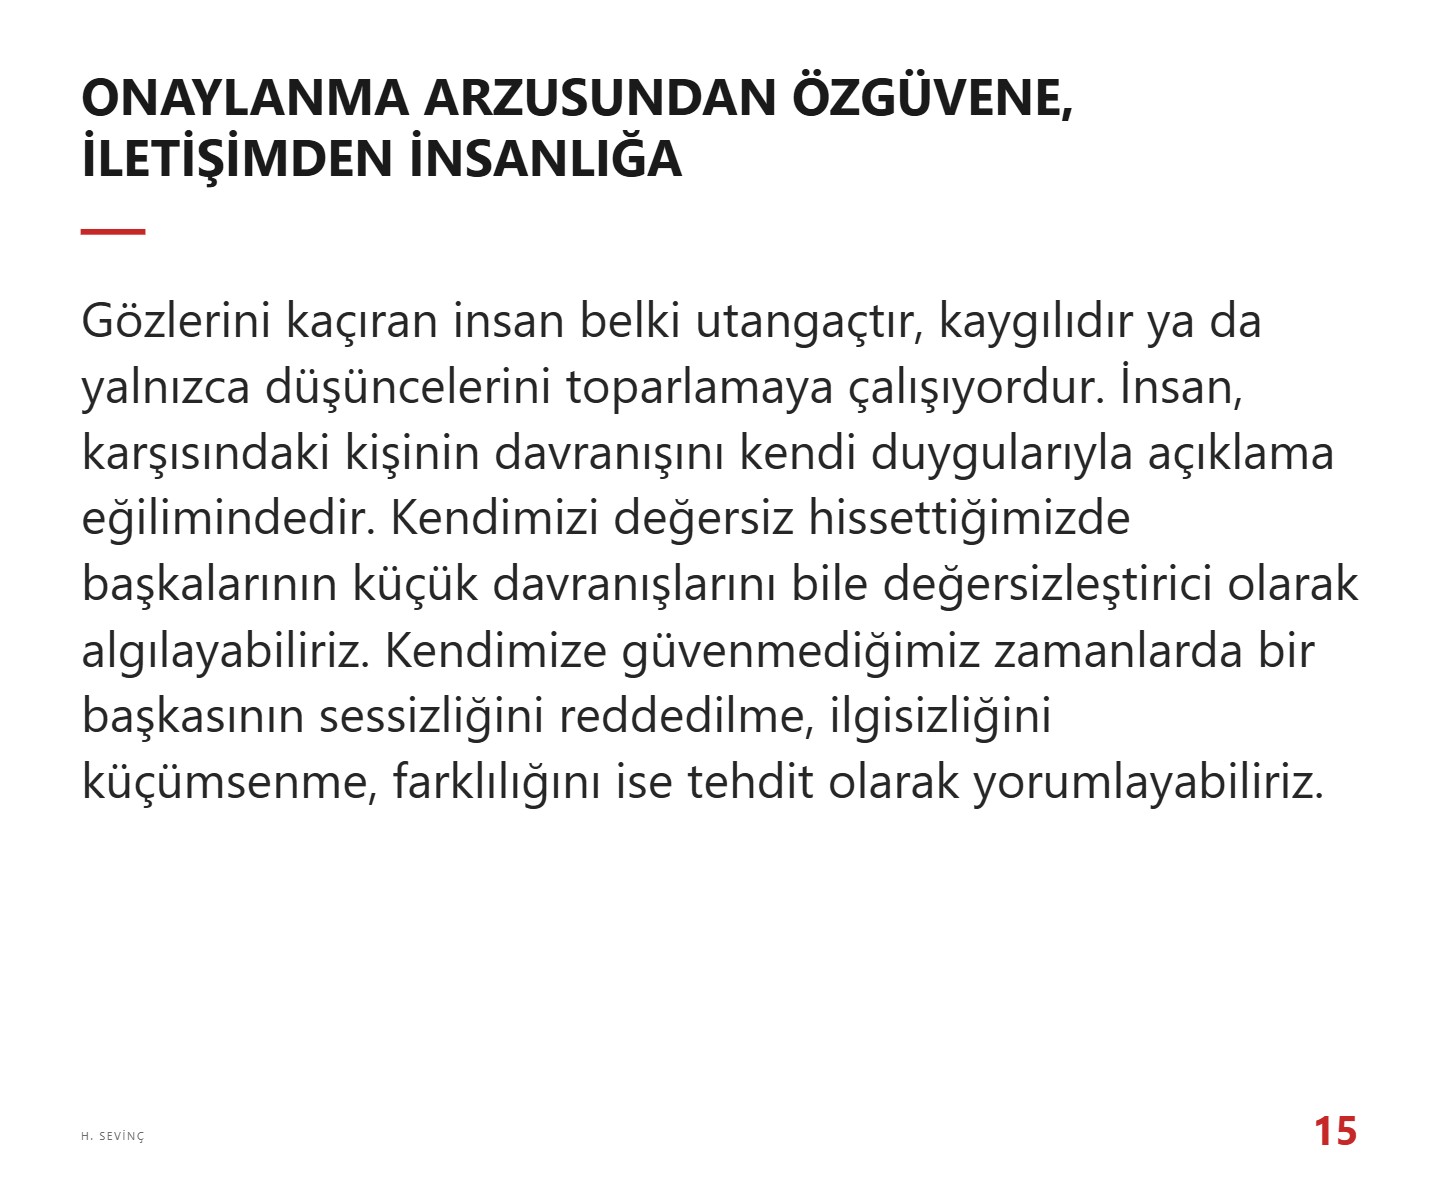 ONAYLANMA ARZUSUNDAN ÖZGÜVENE,
İLETİŞİMDEN İNSANLIĞA
Gözlerini kaçıran insan belki utangaçtır, kaygılıdır ya da
yalnızca düşüncelerini toparlamaya çalışıyordur. İnsan,
karşısındaki kişinin davranışını kendi duygularıyla açıklama
eğilimindedir. Kendimizi değersiz hissettiğimizde
başkalarının küçük davranışlarını bile değersizleştirici olarak
algılayabiliriz. Kendimize güvenmediğimiz zamanlarda bir
başkasının sessizliğini reddedilme, ilgisizliğini
küçümsenme, farklılığını ise tehdit olarak yorumlayabiliriz.
H. SEVİNÇ
15